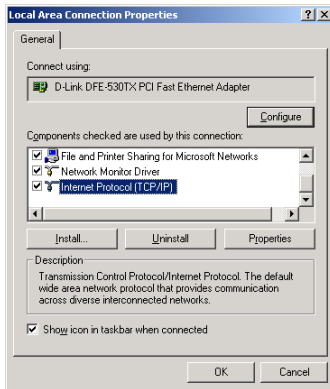 Local Area Connection Properties
General
Connect using:
D-Link DFE-530TX PCI Fast Ethernet Adapter
Configure
Components checked are used by this connection:
File and Printer Sharing for Microsoft Networks
Network Monitor Driver
Internet Protocol (TCP/IP)
Install... Uninstall Properties
Description
Transmission Control Protocol/Internet Protocol. The default
wide area network protocol that provides communication
across diverse interconnected networks.
Show icon in taskbar when connected
OK Cancel